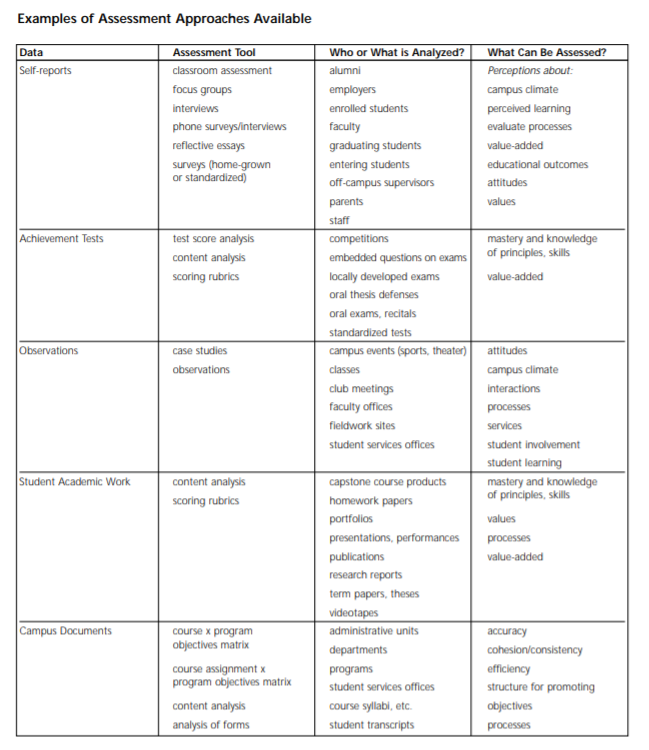 Examples of Assessment Approaches Available
Data Assessment Tool Who or What is Analyzed? What Can Be Assessed?
Self-reports classroom assessment alumni Perceptions about:
focus groups employers campus climate
interviews enrolled students perceived learning
phone surveys/interviews faculty evaluate processes
reflective essays graduating students value-added
surveys (home-grown entering students educational outcomes
or standardized) off-campus supervisors attitudes
parents values
staff
Achievement Tests test score analysis competitions mastery and knowledge
content analysis embedded questions on exams of principles, skills
scoring rubrics locally developed exams value-added
oral thesis defenses
oral exams, recitals
standardized tests
Observations case studies campus events (sports, theater) attitudes
observations classes campus climate
club meetings interactions
faculty offices processes
fieldwork sites services
student services offices student involvement
student learning
Student Academic Work content analysis capstone course products mastery and knowledge
scoring rubrics homework papers of principles, skills
portfolios values
presentations, performances processes
publications value-added
research reports
term papers, theses
videotapes
Campus Documents course x program administrative units accuracy
objectives matrix departments cohesion/consistency
course assignment x programs efficiency
program objectives matrix student services offices structure for promoting
content analysis course syllabi, etc. objectives
analysis of forms student transcripts processes